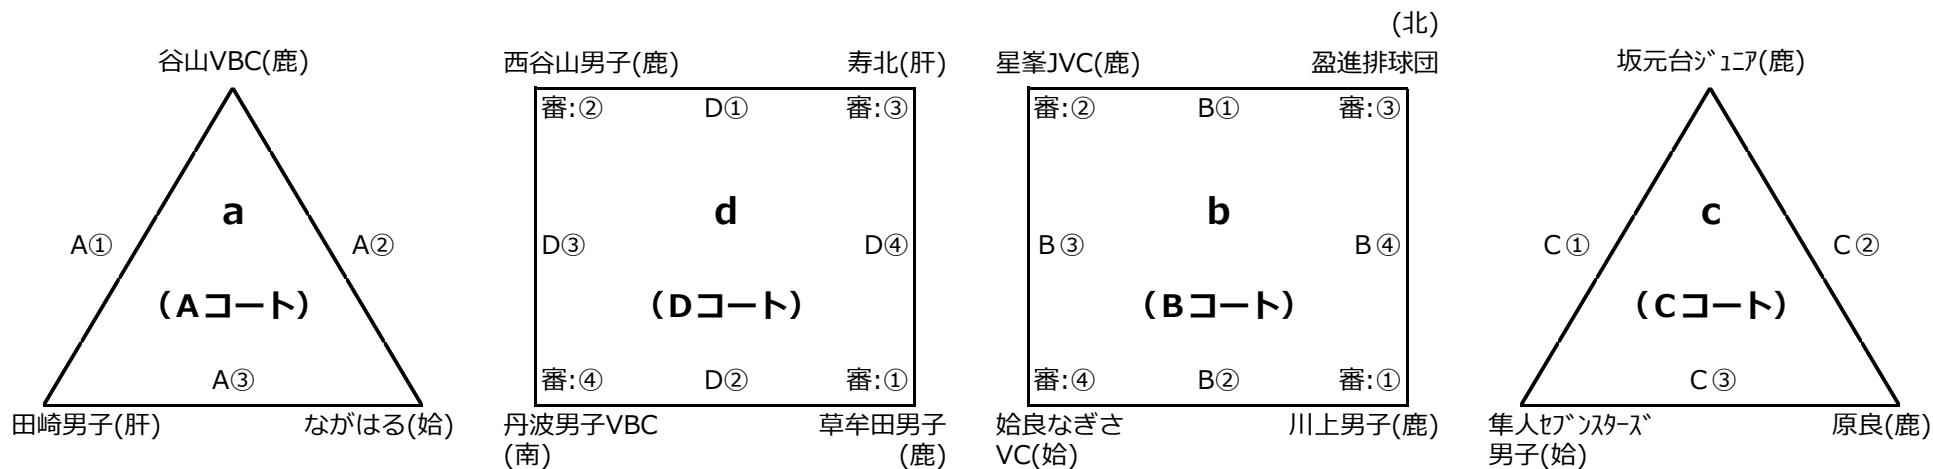 谷山VBC(鹿)
A①
A②
a
(Aコート)
A③
田崎男子(肝)
ながはる(姶)
西谷山男子(鹿)
寿北(肝)
審:②
D①
審:③
d
D③
D④
(Dコート)
審:④
D②
審:①
丹波男子VBC
(南)
草牟田男子
(鹿)
(北)
星峯JVC(鹿)
盈進排球団
審:②
B①
審:③
b
B③
B④
(Bコート)
審:④
B②
審:①
姶良なぎさ
VC(姶)
川上男子(鹿)
坂元台ｼﾞｭﾆｱ(鹿)
C①
C②
c
(Cコート)
C③
隼人ｾﾌﾞﾝｽﾀｰｽﾞ
男子(姶)
原良(鹿)